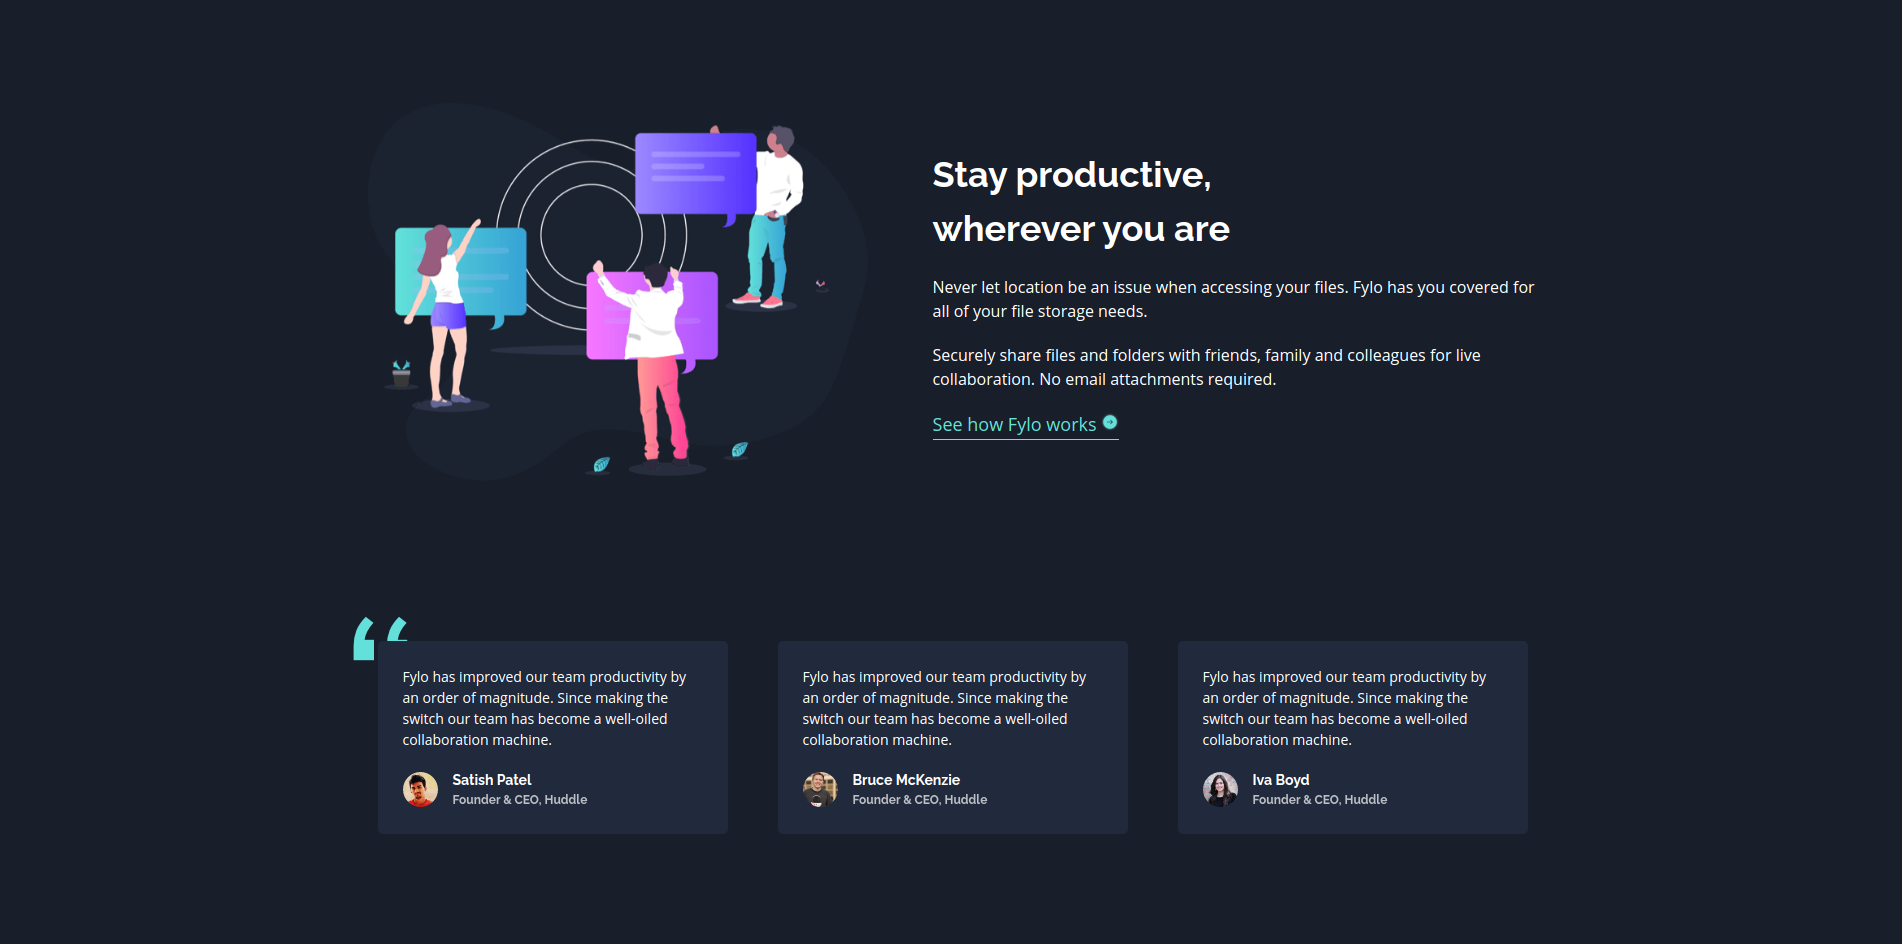 Stay productive,
wherever you are
Never let location be an issue when accessing your files. Fylo has you covered for
all of your file storage needs.
Securely share files and folders with friends, family and colleagues for live
collaboration. No email attachments required.
See how Fylo works
“
Fylo has improved our team productivity by
an order of magnitude. Since making the
switch our team has become a well-oiled
collaboration machine.
Satish Patel
Founder & CEO, Huddle
Fylo has improved our team productivity by
an order of magnitude. Since making the
switch our team has become a well-oiled
collaboration machine.
Bruce McKenzie
Founder & CEO, Huddle
Fylo has improved our team productivity by
an order of magnitude. Since making the
switch our team has become a well-oiled
collaboration machine.
Iva Boyd
Founder & CEO, Huddle